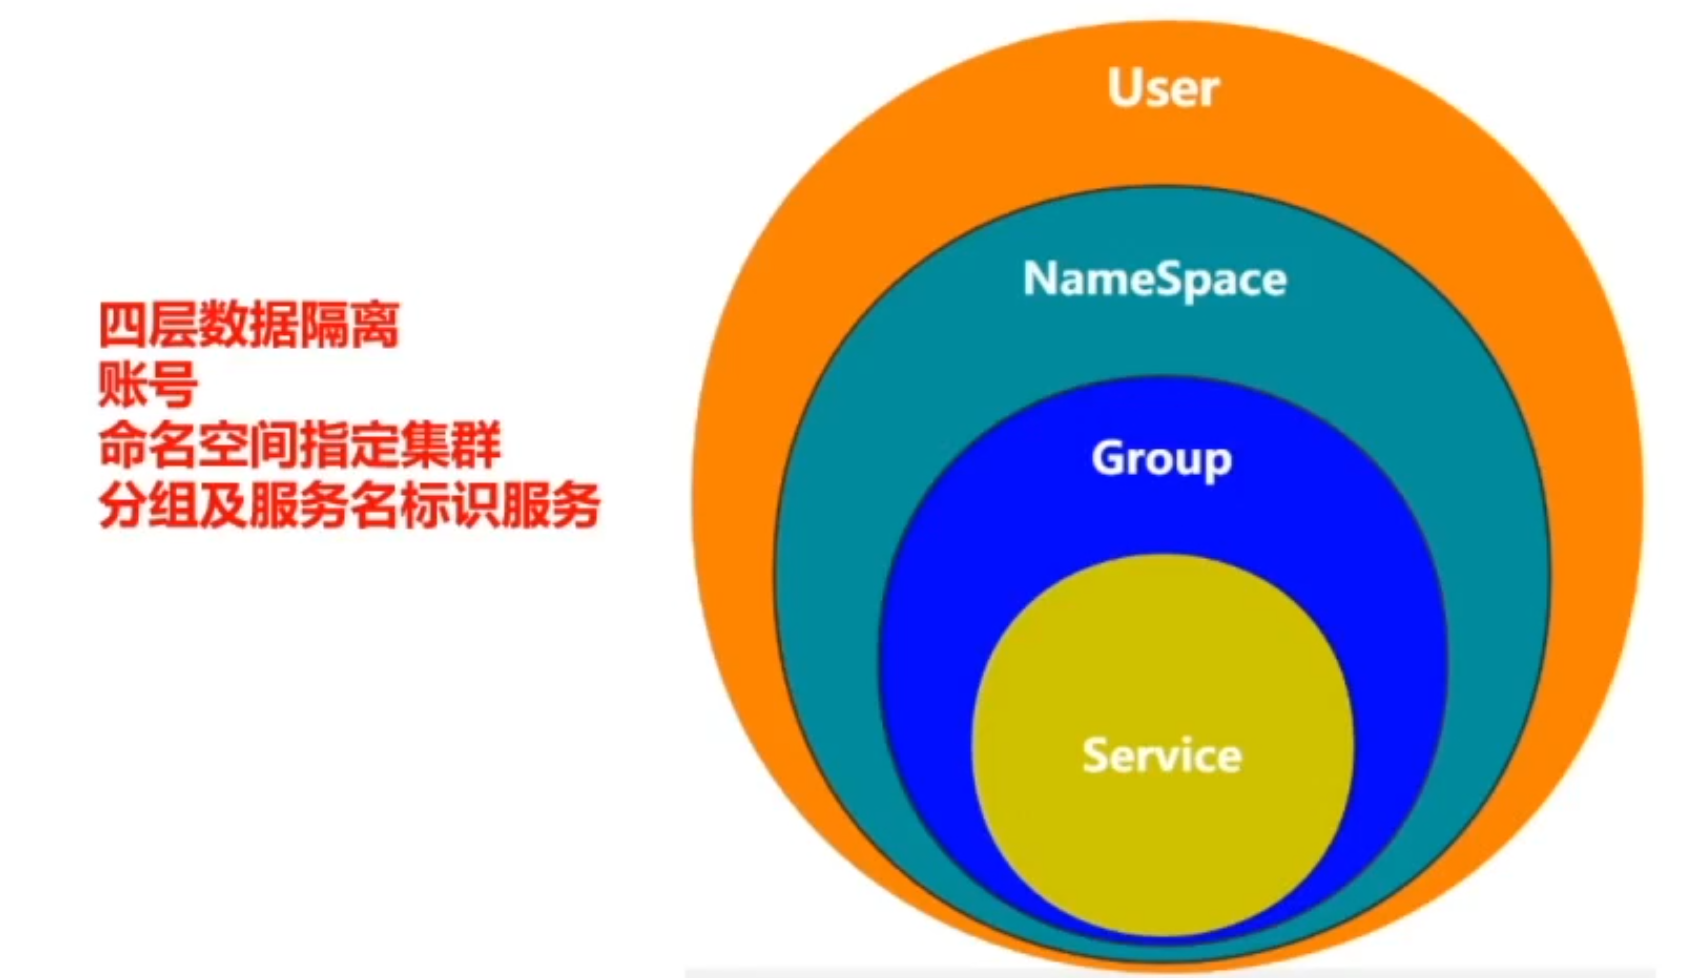 四层数据隔离
账号
命名空间指定集群
分组及服务名标识服务
User
NameSpace
Group
Service